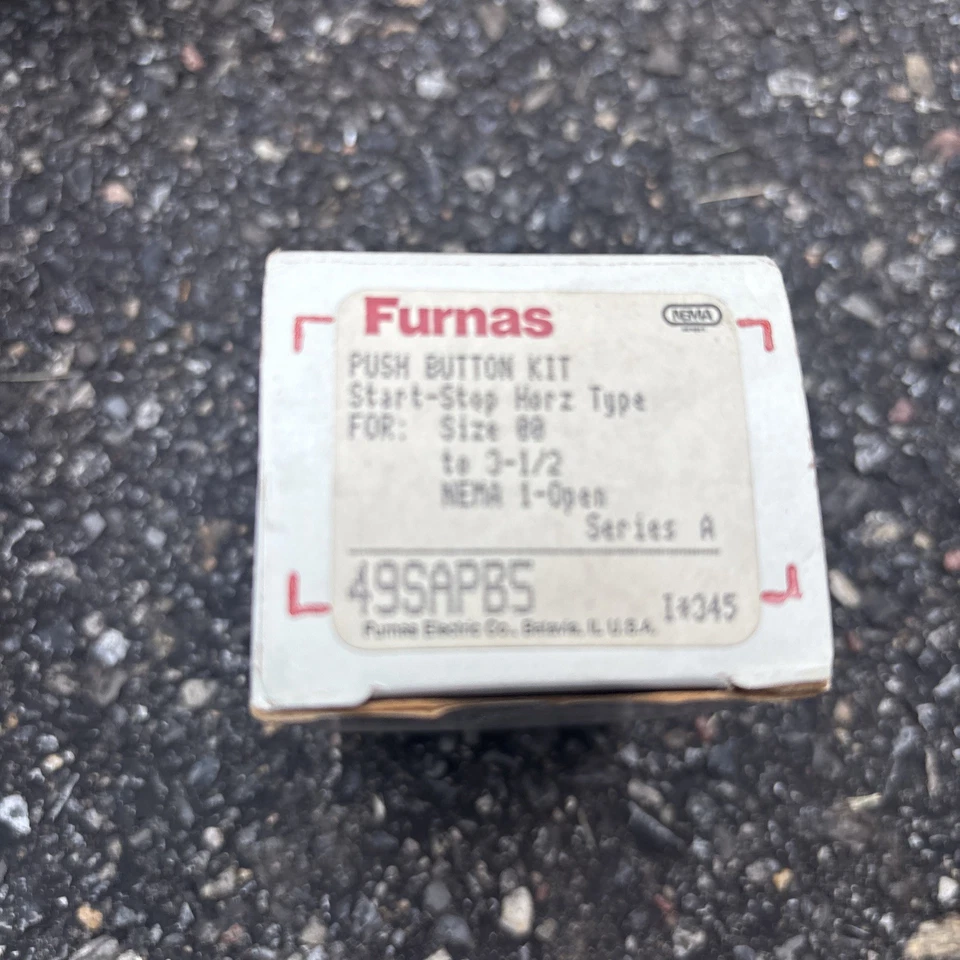 Furnas
NEMA
PUSH BUTTON KIT
Start-Stop Horz Type
FOR: Size 00
to 3-1/2
NEMA 1-Open
Series A
49SAPB5
I*345
Furnas Electric Co., Batavia, IL U.S.A.